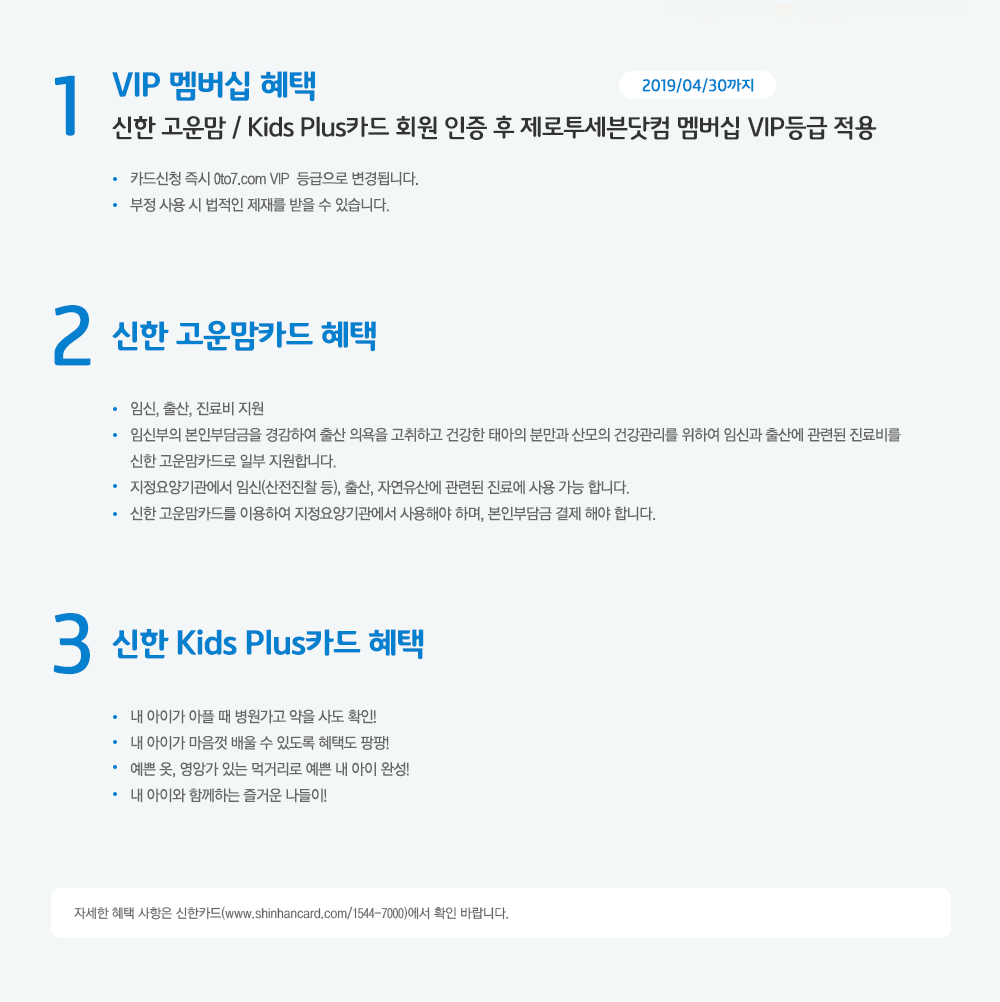 1
VIP 멤버십 혜택
2019/04/30까지
신한 고운맘 / Kids Plus카드 회원 인증 후 제로투세븐닷컴 멤버십 VIP등급 적용
• 카드신청 즉시 0to7.com VIP 등급으로 변경됩니다.
• 부정 사용 시 법적인 제재를 받을 수 있습니다.
2
신한 고운맘카드 혜택
• 임신, 출산, 진료비 지원
• 임신부의 본인부담금을 경감하여 출산 의욕을 고취하고 건강한 태아의 분만과 산모의 건강관리를 위하여 임신과 출산에 관련된 진료비를
신한 고운맘카드로 일부 지원합니다.
• 지정요양기관에서 임신(산전진찰 등), 출산, 자연유산에 관련된 진료에 사용 가능 합니다.
• 신한 고운맘카드를 이용하여 지정요양기관에서 사용해야 하며, 본인부담금 결제 해야 합니다.
3
신한 Kids Plus카드 혜택
• 내 아이가 아플 때 병원가고 약을 사도 확인!
• 내 아이가 마음껏 배울 수 있도록 혜택도 팡팡!
• 예쁜 옷, 영앙가 있는 먹거리로 예쁜 내 아이 완성!
• 내 아이와 함께하는 즐거운 나들이!
자세한 혜택 사항은 신한카드(www.shinhancard.com/1544-7000)에서 확인 바랍니다.